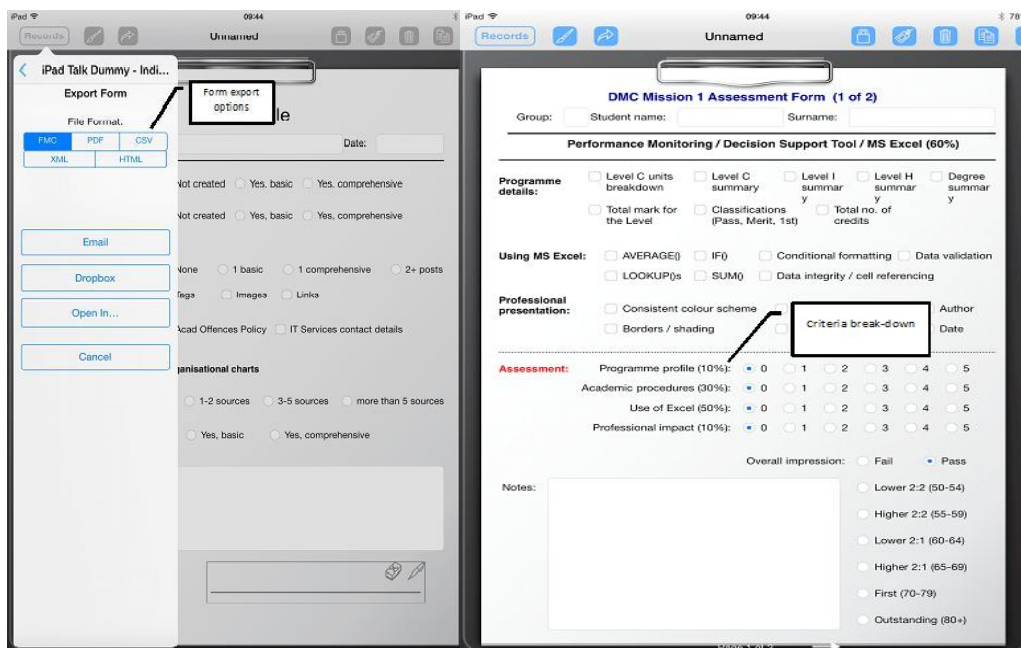 iPad 09:44
Records Unnamed
iPad Talk Dummy - Indi...
Export Form
File Format:
FMC PDF CSV
XML HTML
Email
Dropbox
Open In...
Cancel
Form export
options
le
Date:
Not created Yes, basic Yes, comprehensive
Not created Yes, basic Yes, comprehensive
None 1 basic 1 comprehensive 2+ posts
Tags Images Links
Acad Offences Policy IT Services contact details
ganisational charts
1-2 sources 3-5 sources more than 5 sources
Yes, basic Yes, comprehensive
iPad 09:44 78
Records Unnamed
DMC Mission 1 Assessment Form (1 of 2)
Group: Student name: Surname:
Performance Monitoring / Decision Support Tool / MS Excel (60%)
Programme
details:
Level C units
breakdown
Level C
summary
Level I
summar
y
Level H
summar
y
Degree
summar
y
Total mark for
the Level
Classifications
(Pass, Merit, 1st)
Total no. of
credits
Using MS Excel: AVERAGE() IF() Conditional formatting Data validation
LOOKUP()s SUM() Data integrity / cell referencing
Professional
presentation:
Consistent colour scheme Author
Borders / shading Date
Criteria break-down
Assessment: Programme profile (10%): 0 1 2 3 4 5
Academic procedures (30%): 0 1 2 3 4 5
Use of Excel (50%): 0 1 2 3 4 5
Professional impact (10%): 0 1 2 3 4 5
Overall impression: Fail Pass
Notes:
Lower 2:2 (50-54)
Higher 2:2 (55-59)
Lower 2:1 (60-64)
Higher 2:1 (65-69)
First (70-79)
Outstanding (80+)
Page 1 of 2